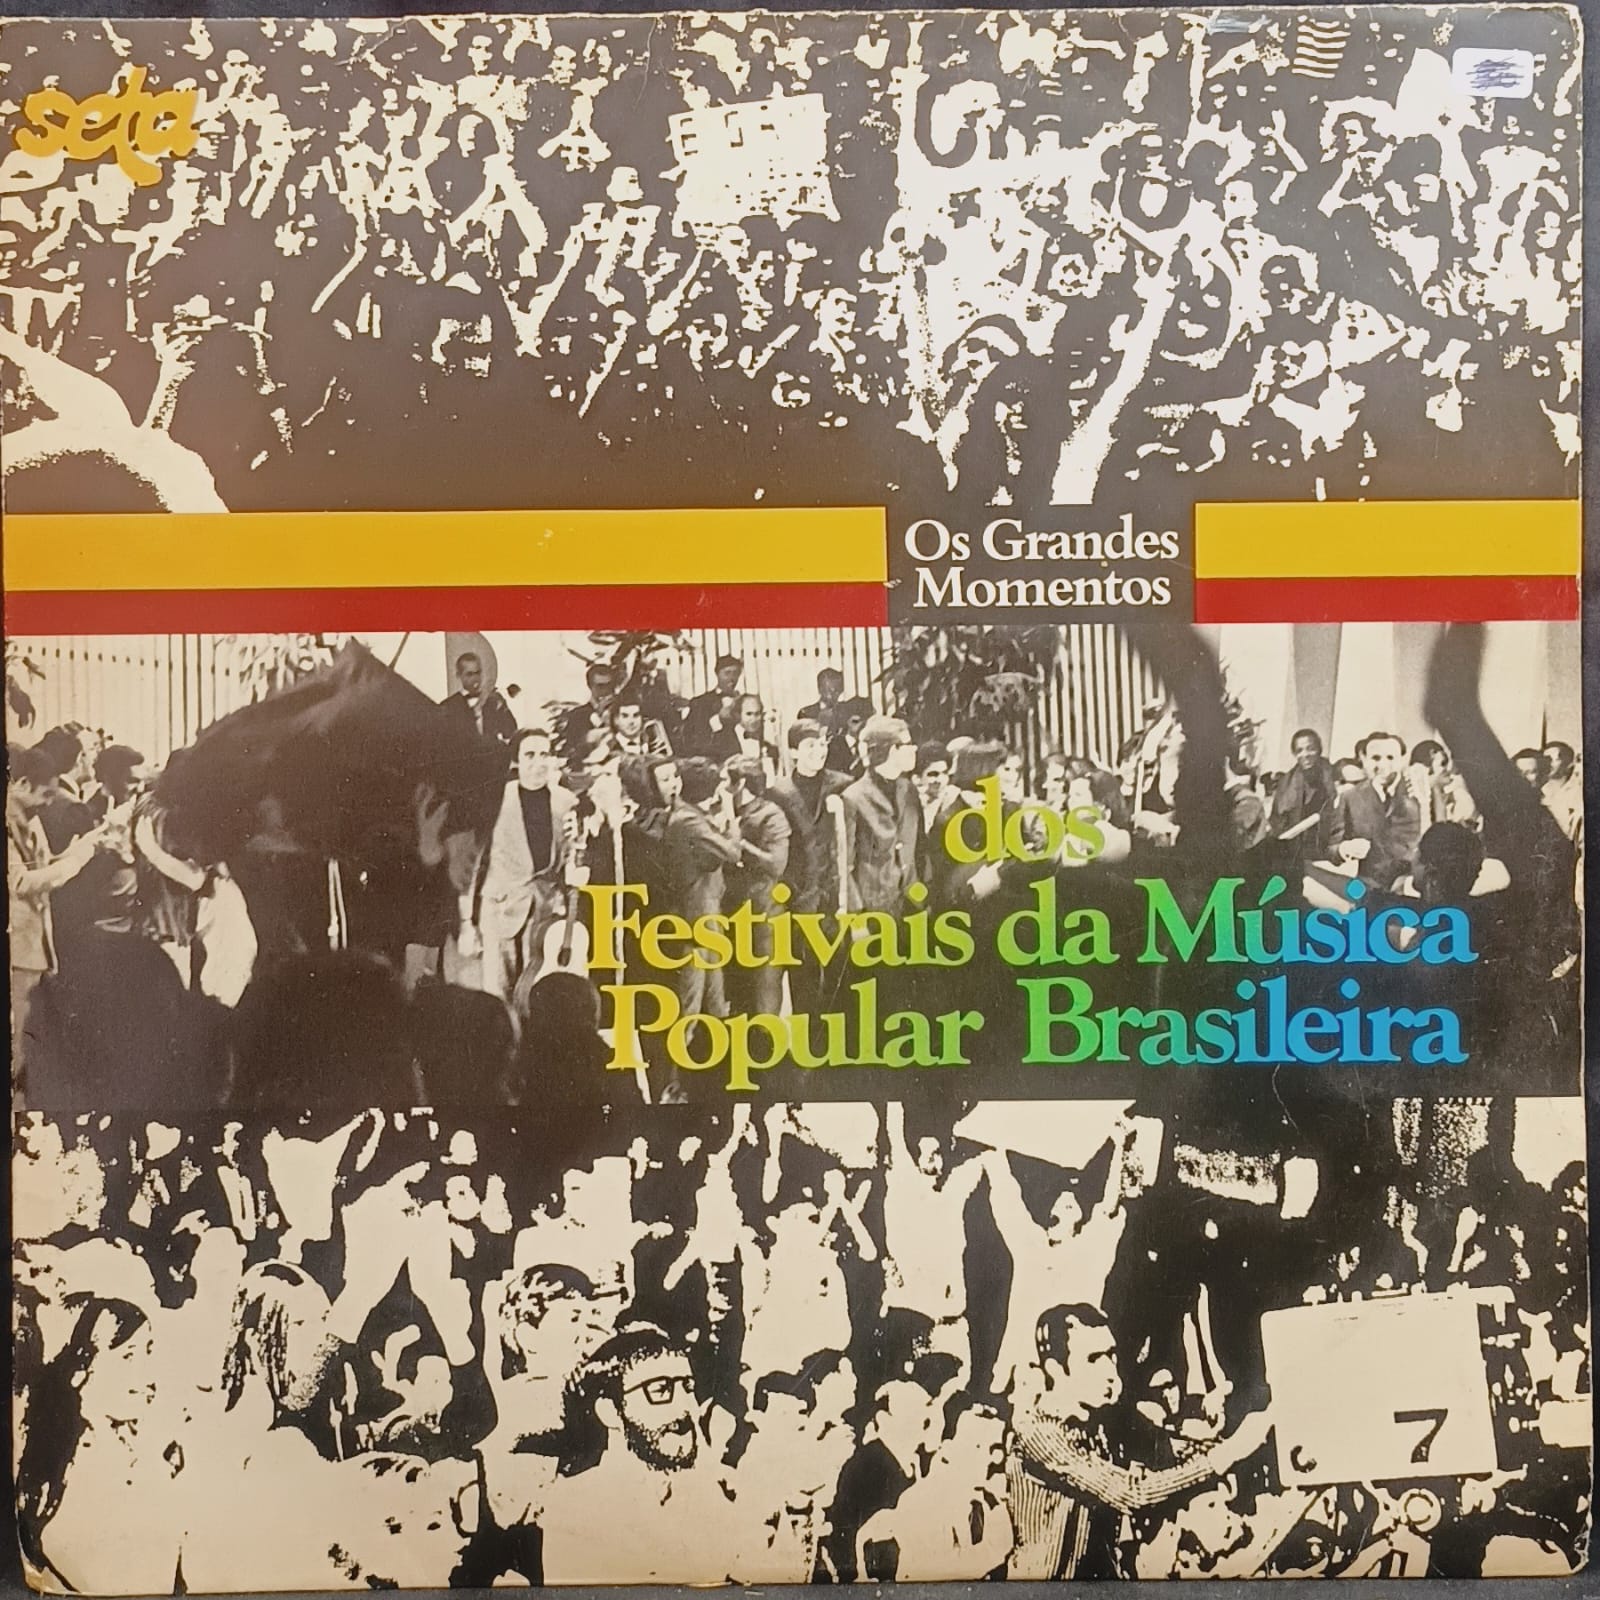 seta
Os Grandes
Momentos
dos
Festivais da Música
Popular Brasileira
7